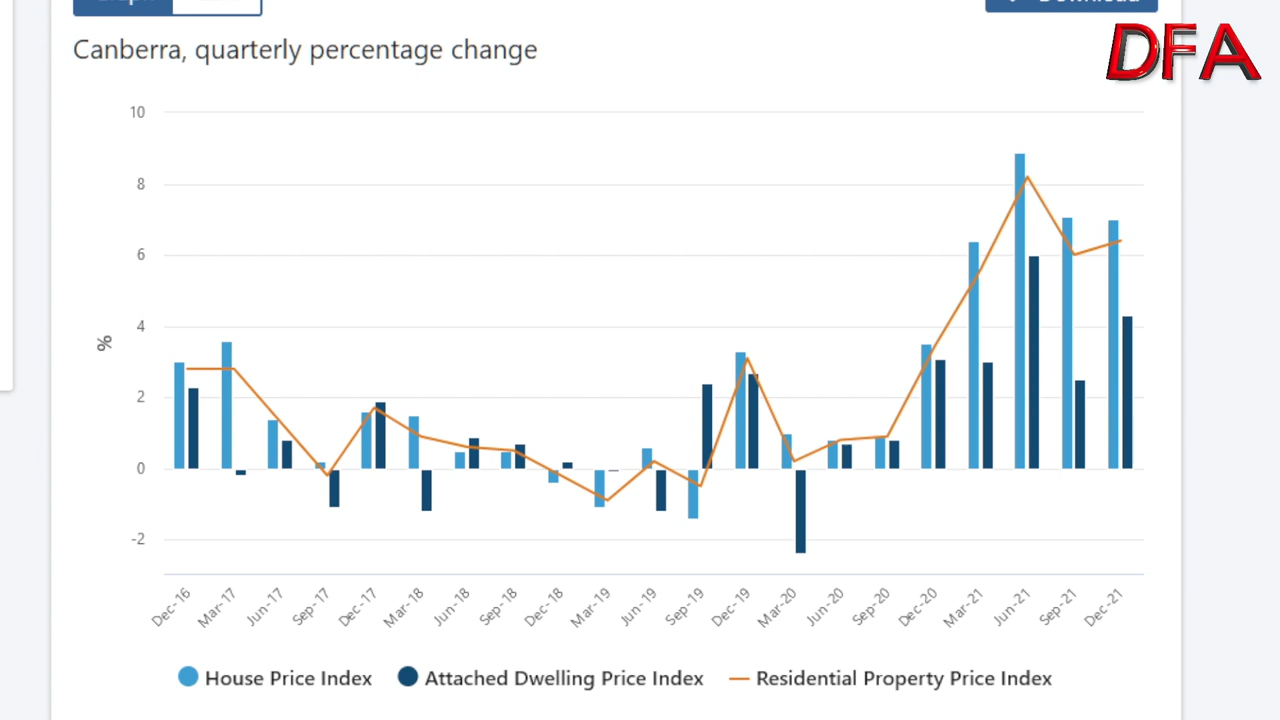 Download
DFA
Canberra, quarterly percentage change
10
8
6
4
2
0
-2
%
Dec-16
Mar-17
Jun-17
Sep-17
Dec-17
Mar-18
Jun-18
Sep-18
Dec-18
Mar-19
Jun-19
Sep-19
Dec-19
Mar-20
Jun-20
Sep-20
Dec-20
Mar-21
Jun-21
Sep-21
Dec-21
House Price Index
Attached Dwelling Price Index
Residential Property Price Index